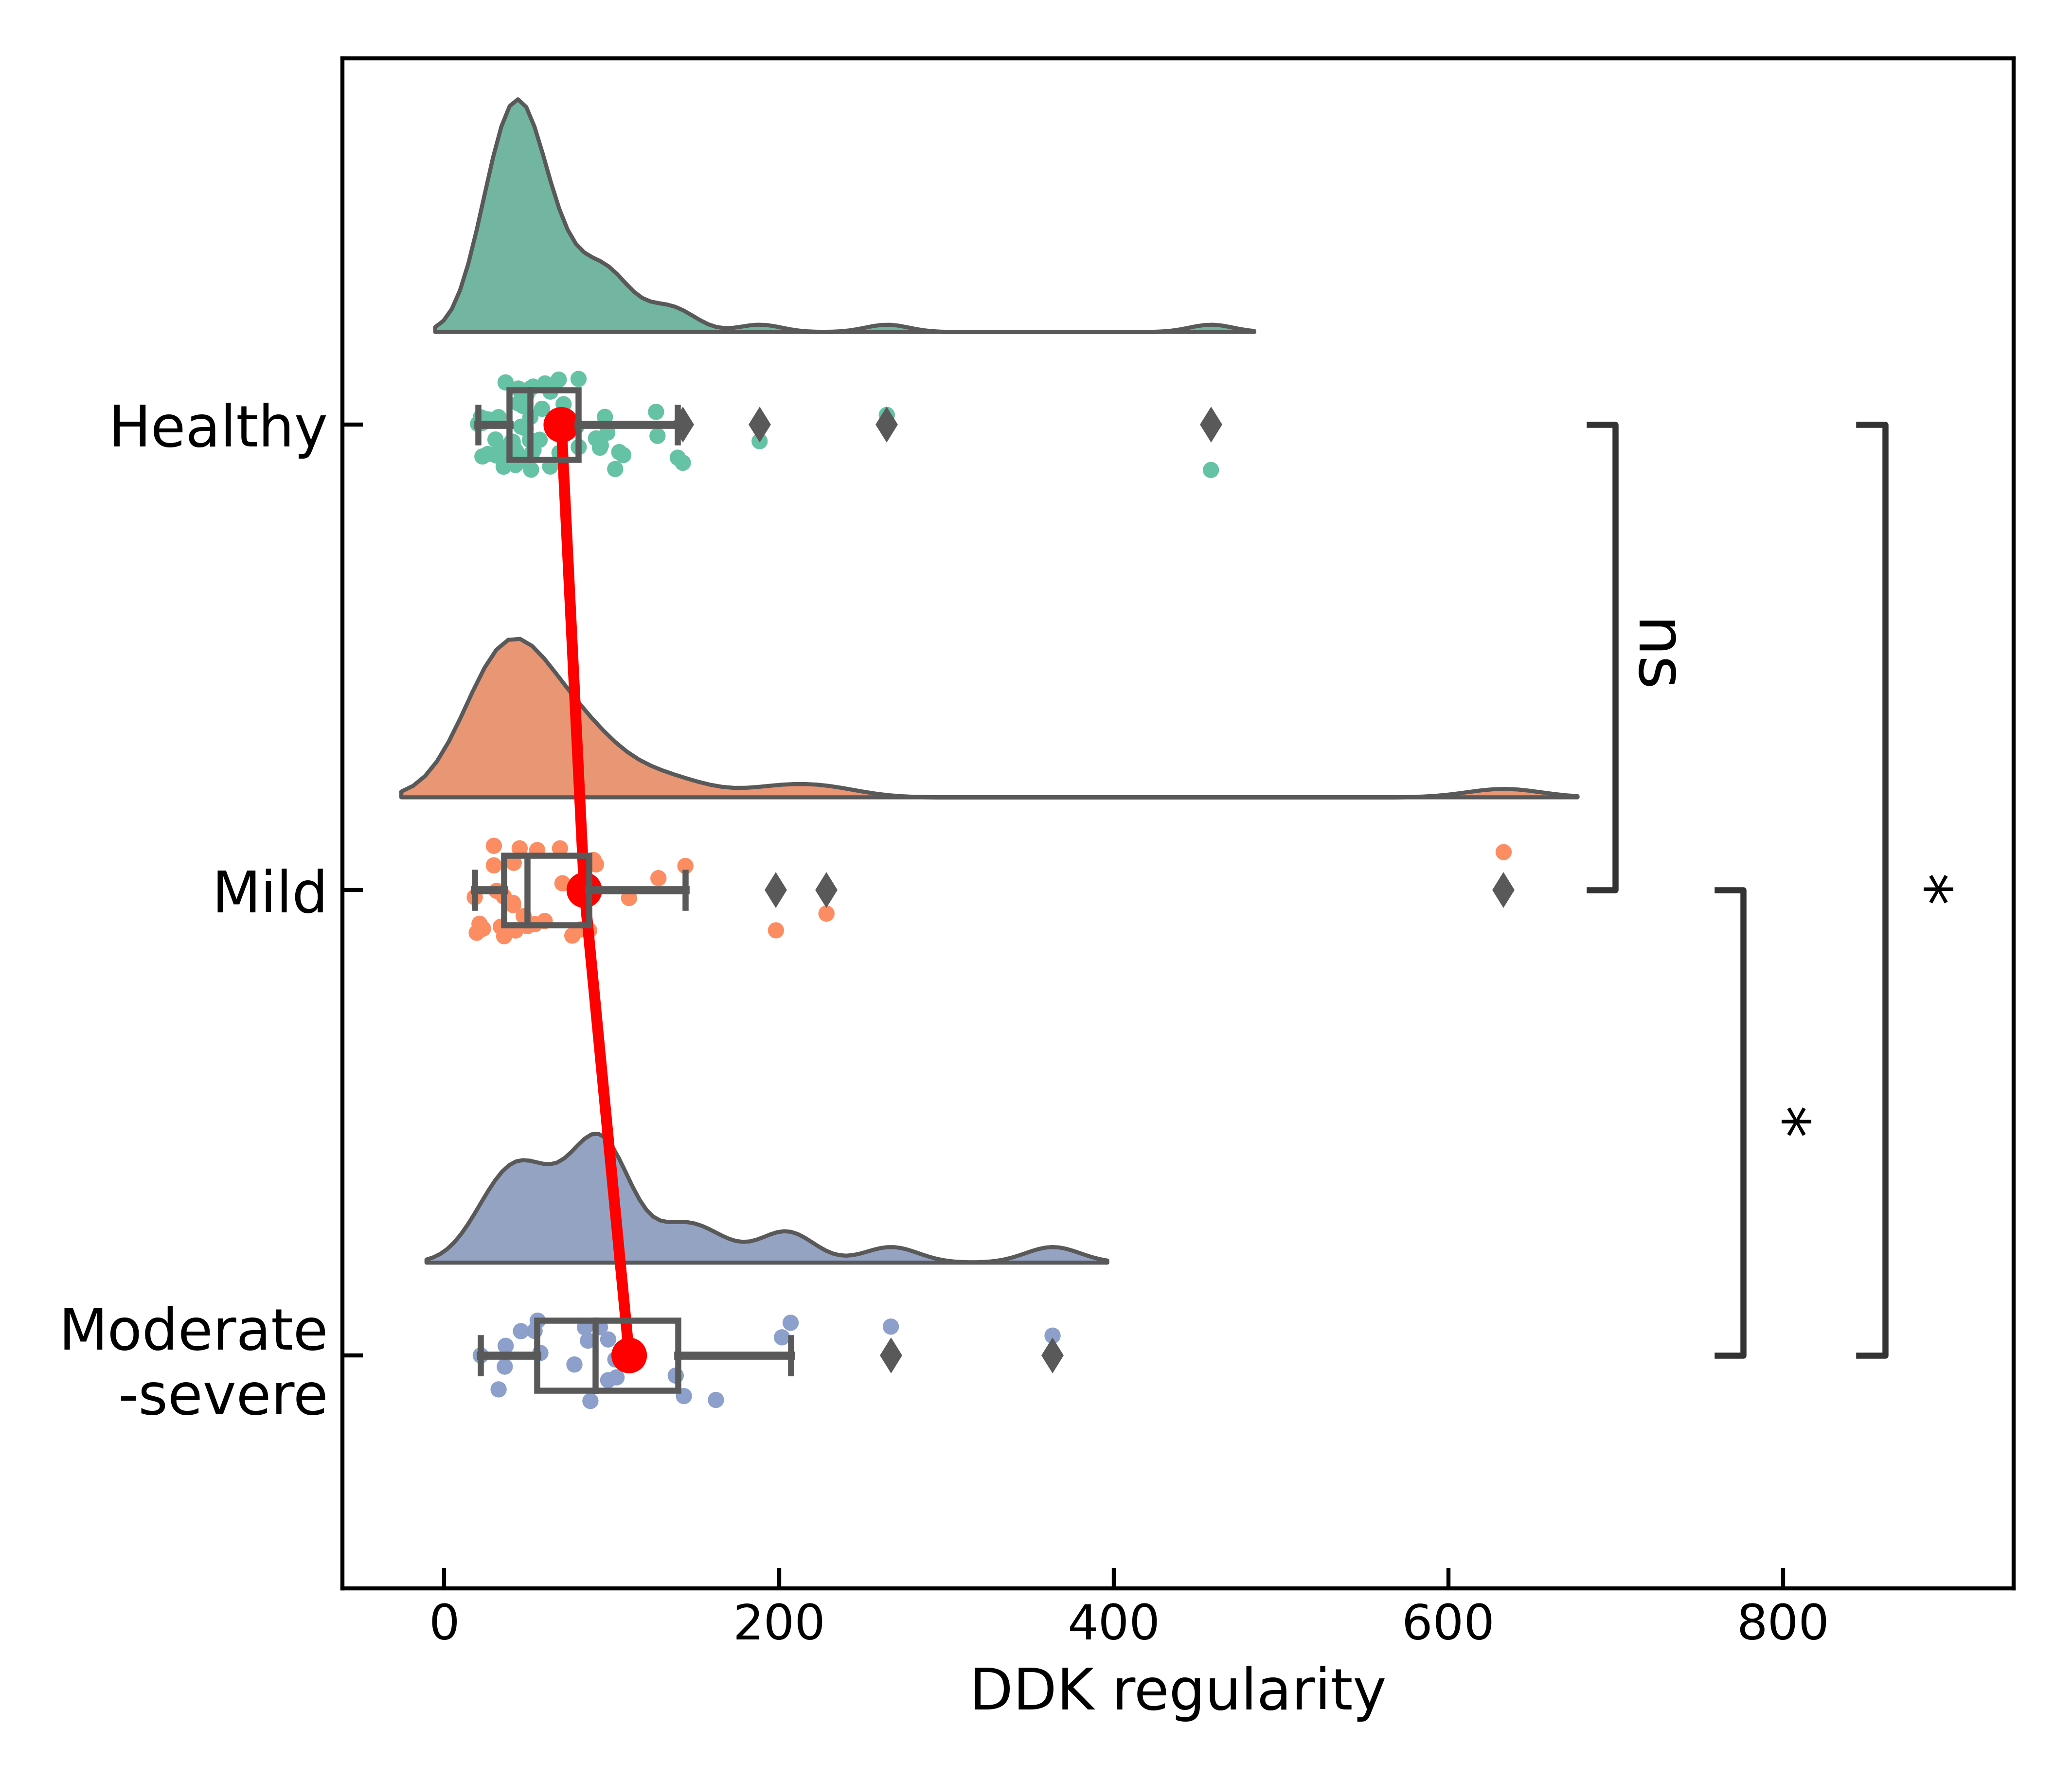 Healthy
ns
Mild
*
*
Moderate
-severe
0 200 400 600 800
DDK regularity